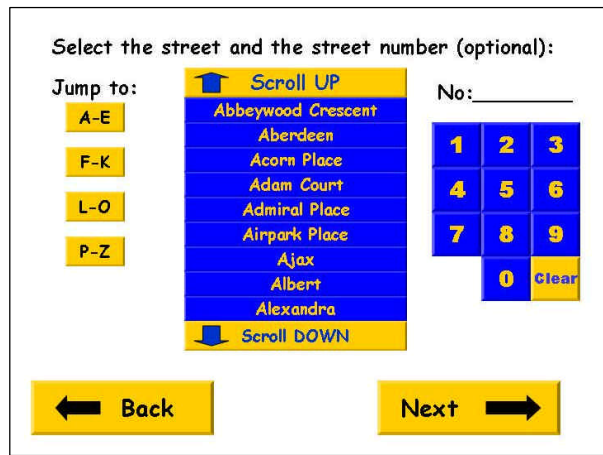 Select the street and the street number (optional):
Jump to:
A-E
F-K
L-O
P-Z
Scroll UP
Abbeywood Crescent
Aberdeen
Acorn Place
Adam Court
Admiral Place
Airpark Place
Ajax
Albert
Alexandra
Scroll DOWN
No:__________
1 2 3
4 5 6
7 8 9
0 Clear
Back
Next